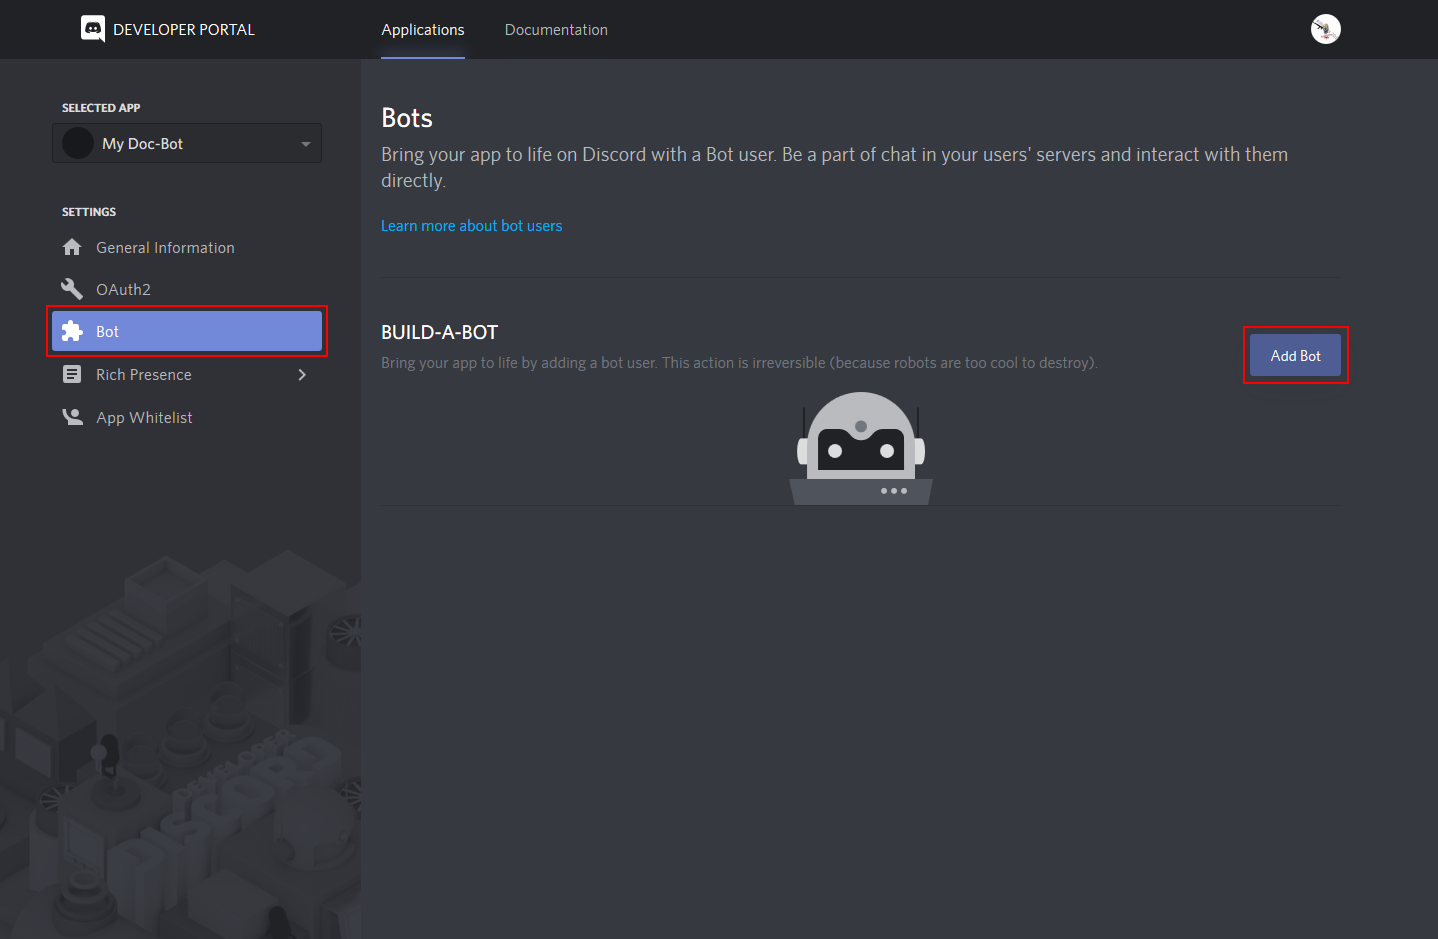 DEVELOPER PORTAL
Applications
Documentation
SELECTED APP
My Doc-Bot
SETTINGS
General Information
OAuth2
Bot
Rich Presence
App Whitelist
Bots
Bring your app to life on Discord with a Bot user. Be a part of chat in your users' servers and interact with them
directly.
Learn more about bot users
BUILD-A-BOT
Bring your app to life by adding a bot user. This action is irreversible (because robots are too cool to destroy).
Add Bot
DEVELOPER
DISCORD